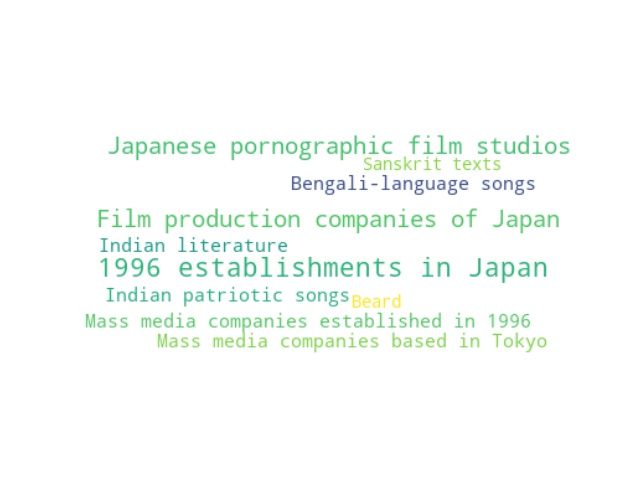 Japanese pornographic film studios
Sanskrit texts
Bengali-language songs
Film production companies of Japan
Indian literature
1996 establishments in Japan
Indian patriotic songs
Beard
Mass media companies established in 1996
Mass media companies based in Tokyo